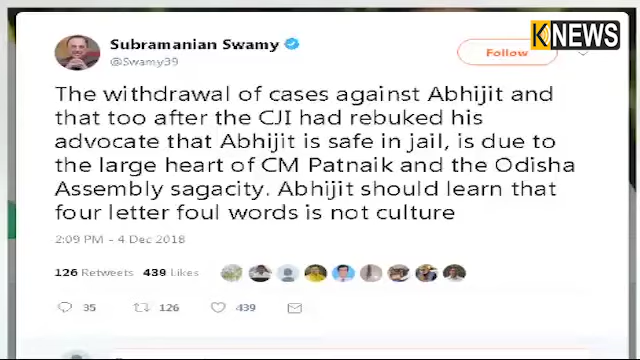 Subramanian Swamy
@Swamy39
Follow
K NEWS
The withdrawal of cases against Abhijit and
that too after the CJI had rebuked his
advocate that Abhijit is safe in jail, is due to
the large heart of CM Patnaik and the Odisha
Assembly sagacity. Abhijit should learn that
four letter foul words is not culture
2:09 PM - 4 Dec 2018
126 Retweets 439 Likes
35 126 439